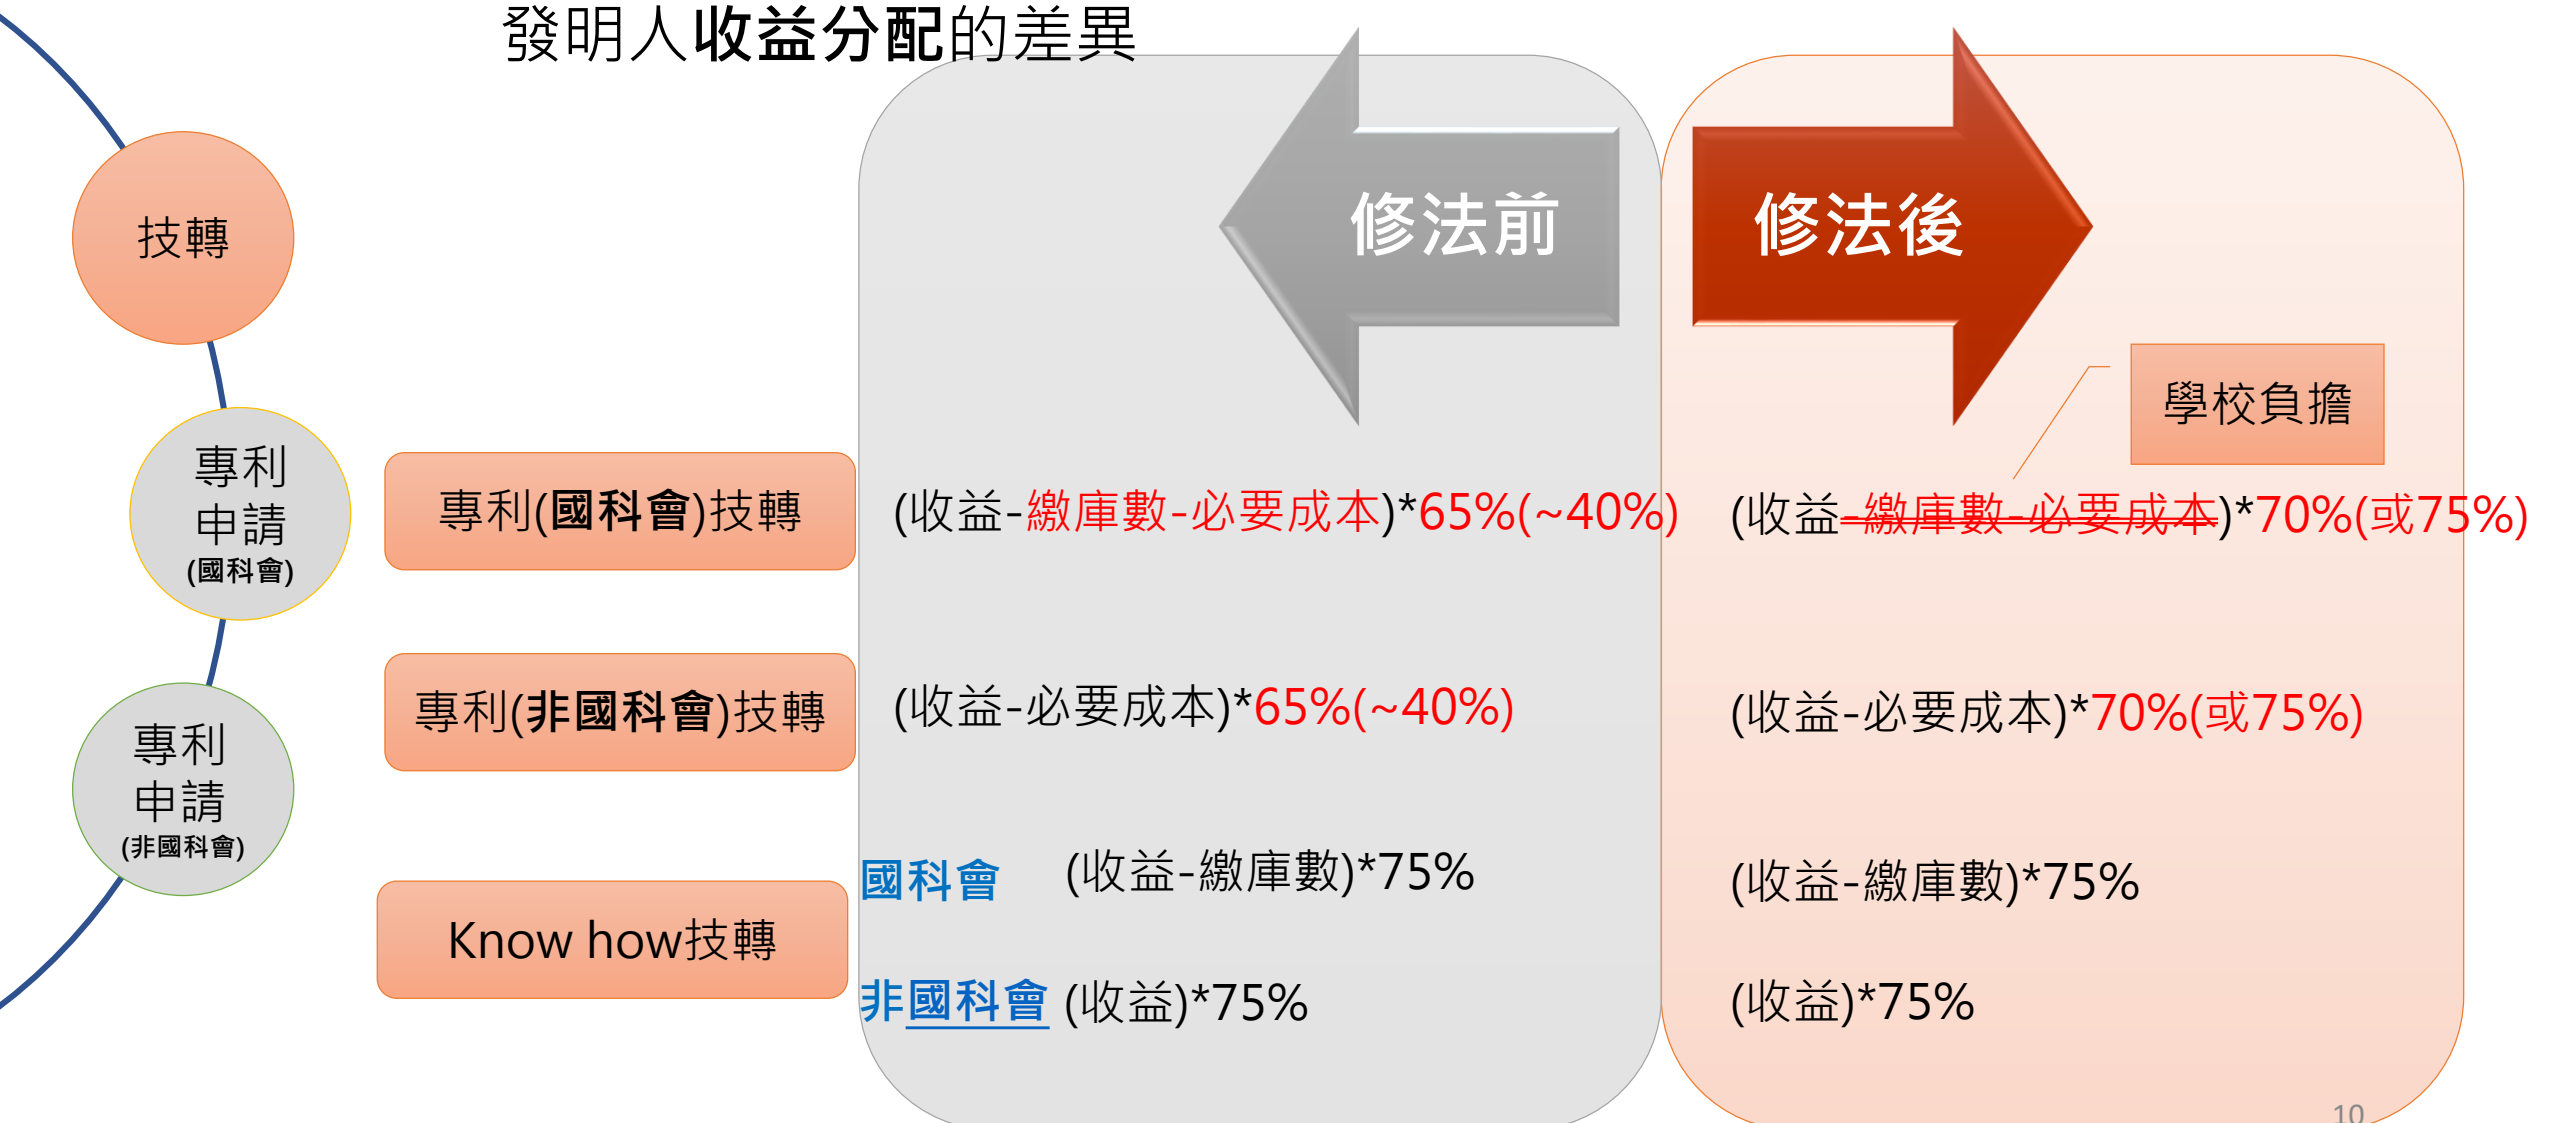 發明人收益分配的差異
修法前
修法後
技轉
學校負擔
專利
申請
(國科會)
專利(國科會)技轉
(收益-繳庫數-必要成本)*65%(~40%)
(收益-繳庫數-必要成本)*70%(或75%)
專利(非國科會)技轉
(收益-必要成本)*65%(~40%)
(收益-必要成本)*70%(或75%)
專利
申請
(非國科會)
Know how技轉
國科會 (收益-繳庫數)*75%
(收益-繳庫數)*75%
非國科會 (收益)*75%
(收益)*75%
10